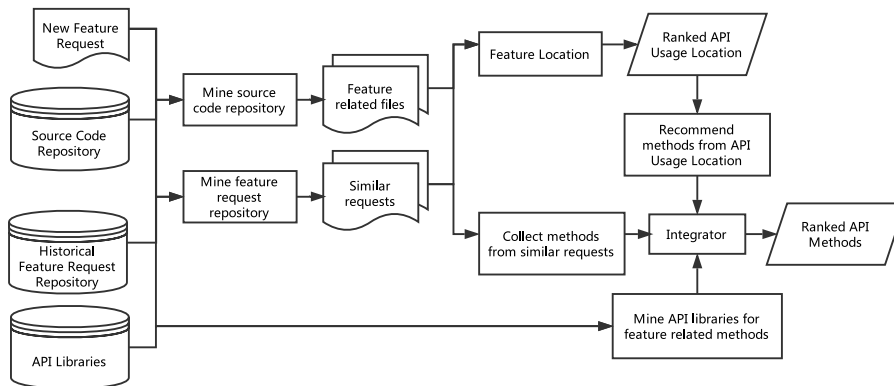 New Feature
Request
Source Code
Repository
Historical
Feature Request
Repository
API Libraries
Mine source
code repository
Mine feature
request
repository
Feature
related files
Similar
requests
Feature Location
Collect methods
from similar requests
Ranked API
Usage Location
Recommend
methods from API
Usage Location
Integrator
Mine API libraries for
feature related methods
Ranked API
Methods